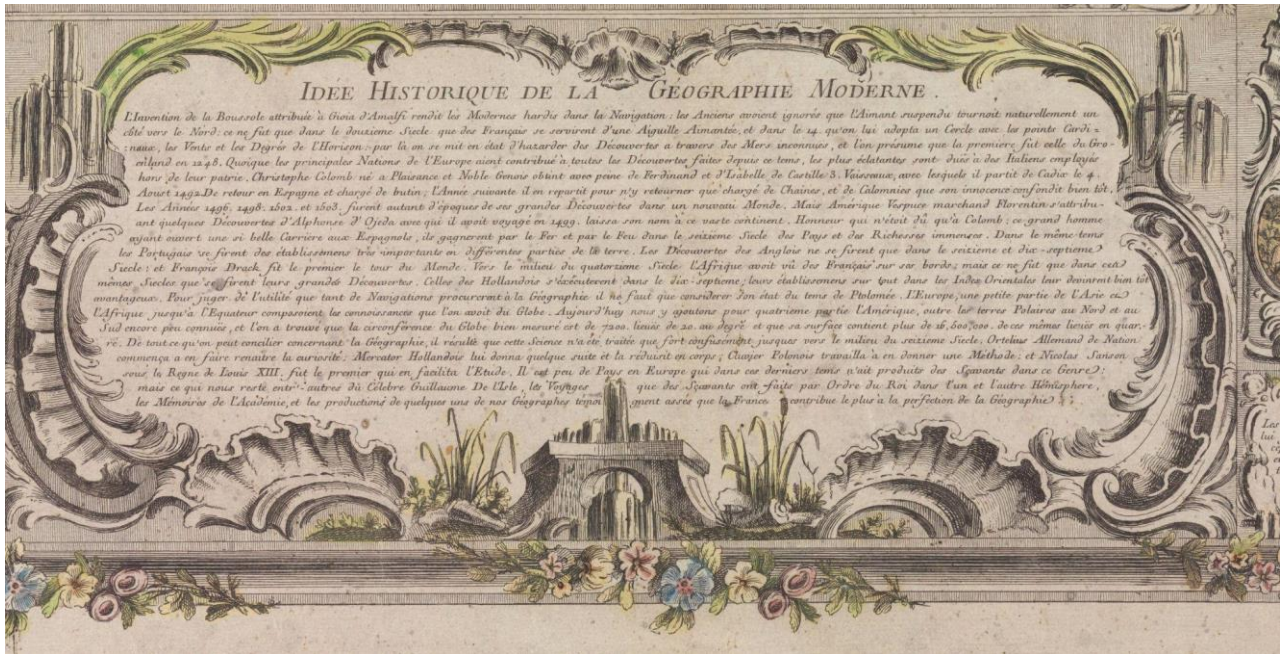 IDÉE HISTORIQUE DE LA GÉOGRAPHIE MODERNE.
L'Invention de la Boussole attribuée à Gioia d'Amalfi rendit les Modernes hardis dans la Navigation: les Anciens avoient ignorés que l'Aimant suspendu tournoit naturellement un
côté vers le Nord: ce ne fut que dans le douzieme Siecle que des Français se servirent d'une Aiguille Aimantée, et dans le 14. qu'on lui adopta un Cercle avec les points Cardi =
:naux, les Vents et les Degrés de l'Horison: par là on se mit en état d'hazarder des Découvertes a travers des Mers inconnues, et l'on présume que la premiere fut celle du Gro-
enland en 1248. Quoique les principales Nations de l'Europe aient contribué a toutes les Découvertes faites depuis ce tems, les plus éclatantes sont dües a des Italiens employés
hors de leur patrie. Christophe Colomb né a Plaisance et Noble Genois obtint avec peine de Ferdinand et d'Isabelle de Castille 3. Vaisseaux, avec lesquels il partit de Cadix le 4.
Aoust 1492. De retour en Espagne et chargé de butin; l'Année suivante il en repartit pour n'y retourner que chargé de Chaines, et de Calomnies que son innocence confondit bien tôt.
Les Années 1496, 1498, 1502, et 1503. furent autant d'époques de ses grandes Découvertes dans un nouveau Monde. Mais Amérique Vespuce marchand Florentin s'attribu-
ant quelques Découvertes d'Alphonse d'Ojeda avec qui il avoit voyagé en 1499. laissa son nom à ce vaste continent. Honneur qui n'étoit dû qu'a Colomb; ce grand homme
ayant ouvert une si belle Carriere aux Espagnols, ils gagnerent par le Fer et par le Feu dans le seizieme Siecle des Pays et des Richesses immenses. Dans le même tems
les Portugais se firent des établissemens très importants en différentes parties de la terre. Les Découvertes des Anglois ne se firent que dans le seizieme et dix-septieme
Siecle: et François Drack fit le premier le tour du Monde. Vers le milieu du quatorzieme Siecle l'Afrique avoit vû des Français sur ses bords; mais ce ne fut que dans ces
mêmes Siecles que se firent leurs grandes Découvertes. Celles des Hollandois s'éxécuterent dans le dix-septieme; leurs établissemens sur tout dans les Indes Orientales leur devinrent bien tôt
avantageux. Pour juger de l'utilité que tant de Navigations procurerent à la Géographie il ne faut que considerer son état du tems de Ptolomée. L'Europe, une petite partie de l'Asie et
l'Afrique jusqu'à l'Equateur composoient les connoissances que l'on avoit du Globe. Aujourd'huy nous y ajoutons pour quatrieme partie l'Amérique, outre les terres Polaires au Nord et au
Sud encore peu connues, et l'on a trouvé que la circonférence du Globe bien mesuré est de 7200. lieues de 20. au degré et que sa surface contient plus de 16,500,000. de ces mêmes lieües en quar-
ré. De tout ce qu'on peut concilier concernant la Géographie, il résulte que cette Science n'a été traitée que fort confusément jusques vers le milieu du seizieme Siecle. Ortelius Allemand de Nation
commença a en faire renaître la curiosité: Mercator Hollandois lui donna quelque suite et la réduisit en corps; Cluvier Polonois travailla à en donner une Méthode: et Nicolas Sanson
sous le Regne de Louis XIII. fut le premier qui en facilita l'Etude. Il est peu de Pays en Europe qui dans ces derniers tems n'ait produits des Sçavants dans ce Genre:
mais ce qui nous reste entr'autres du Célébre Guillaume De l'Isle, les Voyages que des Sçavants ont faits par Ordre du Roi dans l'un et l'autre Hémisphere,
les Mémoires de l'Académie, et les productions de quelques uns de nos Géographes témoignent assés que la France contribue le plus a la perfection de la Géographie.
Les
lui